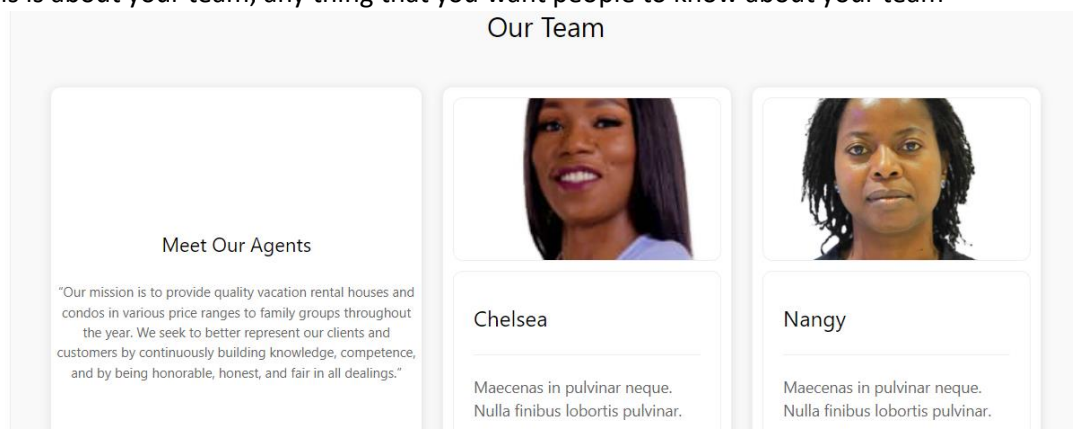 is is about your team, any thing that you want people to know about your team
Our Team
Meet Our Agents
“Our mission is to provide quality vacation rental houses and
condos in various price ranges to family groups throughout
the year. We seek to better represent our clients and
customers by continuously building knowledge, competence,
and by being honorable, honest, and fair in all dealings.”
Chelsea
Maecenas in pulvinar neque.
Nulla finibus lobortis pulvinar.
Nangy
Maecenas in pulvinar neque.
Nulla finibus lobortis pulvinar.